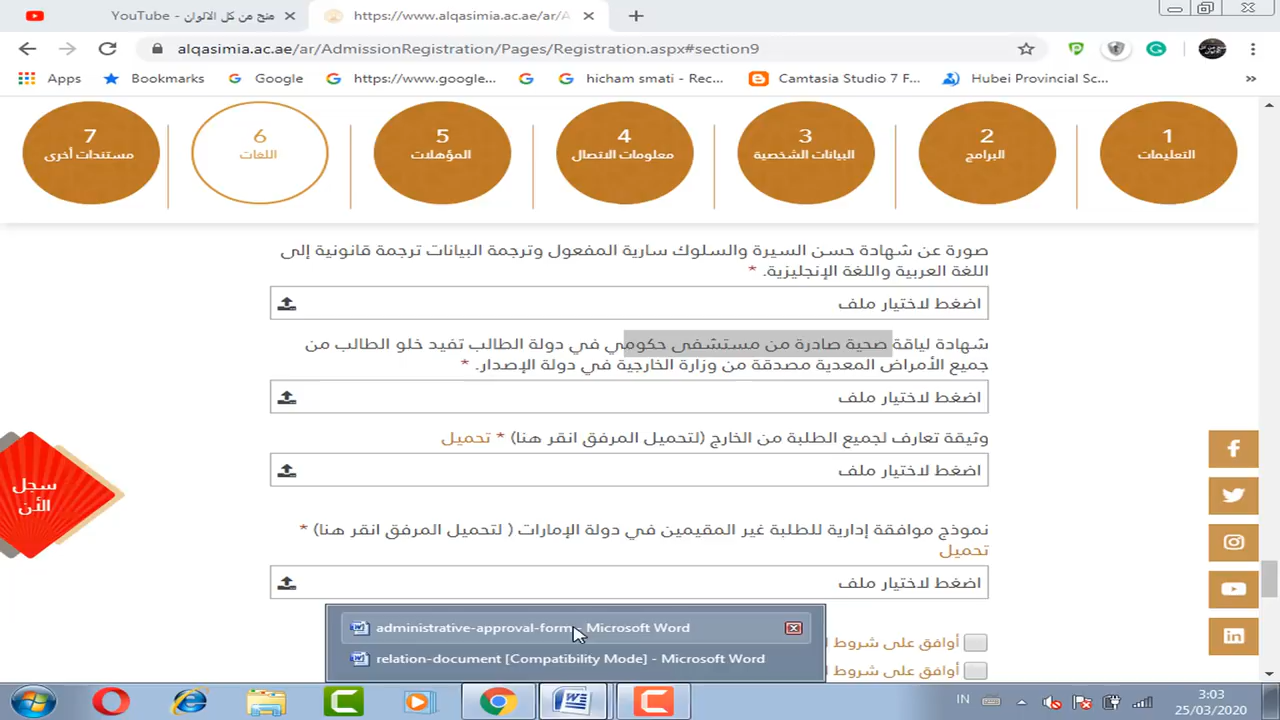 منح من كل الالوان - YouTube
https://www.alqasimia.ac.ae/ar/A
alqasimia.ac.ae/ar/AdmissionRegistration/Pages/Registration.aspx#section9
Apps
Bookmarks
Google
https://www.google...
hicham smati - Rec...
Camtasia Studio 7 F...
Hubei Provincial Sc...
»
1
التعليمات
2
البرامج
3
البيانات الشخصية
4
معلومات الاتصال
5
المؤهلات
6
اللغات
7
مستندات أخرى
صورة عن شهادة حسن السيرة والسلوك سارية المفعول وترجمة البيانات ترجمة قانونية إلى
اللغة العربية واللغة الإنجليزية. *
اضغط لاختيار ملف
شهادة لياقة صحية صادرة من مستشفى حكومي في دولة الطالب تفيد خلو الطالب من
جميع الأمراض المعدية مصدقة من وزارة الخارجية في دولة الإصدار. *
اضغط لاختيار ملف
وثيقة تعارف لجميع الطلبة من الخارج (لتحميل المرفق انقر هنا) * تحميل
اضغط لاختيار ملف
نموذج موافقة إدارية للطلبة غير المقيمين في دولة الإمارات ( لتحميل المرفق انقر هنا) *
تحميل
اضغط لاختيار ملف
سجل
الأن
أوافق على شروط ا
أوافق على شروط ا
administrative-approval-form - Microsoft Word
relation-document [Compatibility Mode] - Microsoft Word
IN
3:03
25/03/2020